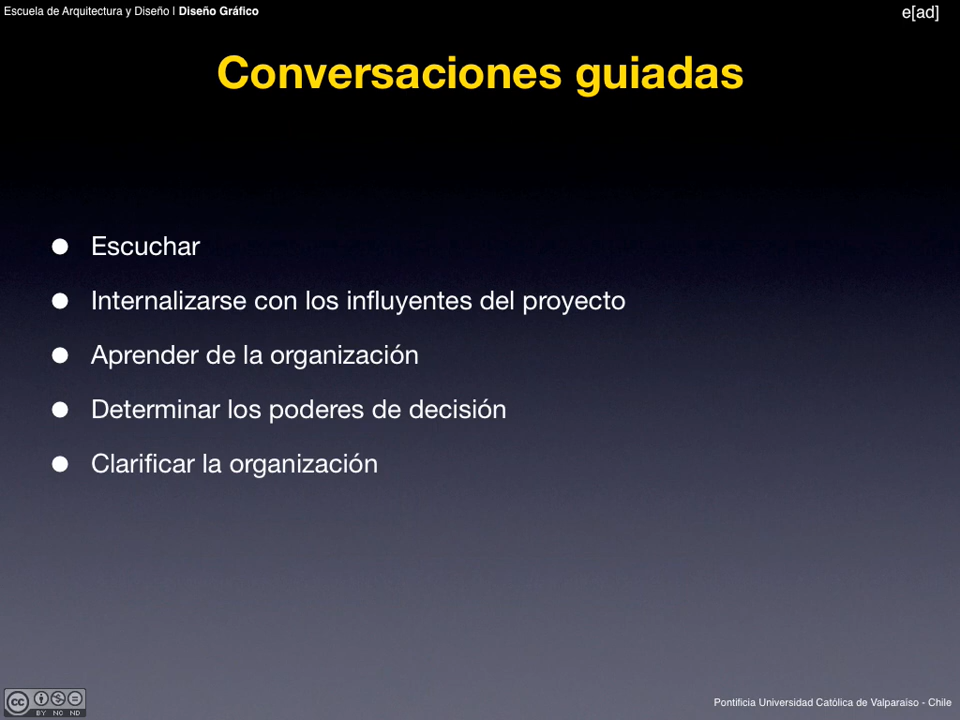 Escuela de Arquitectura y Diseño | Diseño Gráfico
e[ad]
Conversaciones guiadas
Escuchar
Internalizarse con los influyentes del proyecto
Aprender de la organización
Determinar los poderes de decisión
Clarificar la organización
cc
BY NC ND
Pontificia Universidad Católica de Valparaíso - Chile